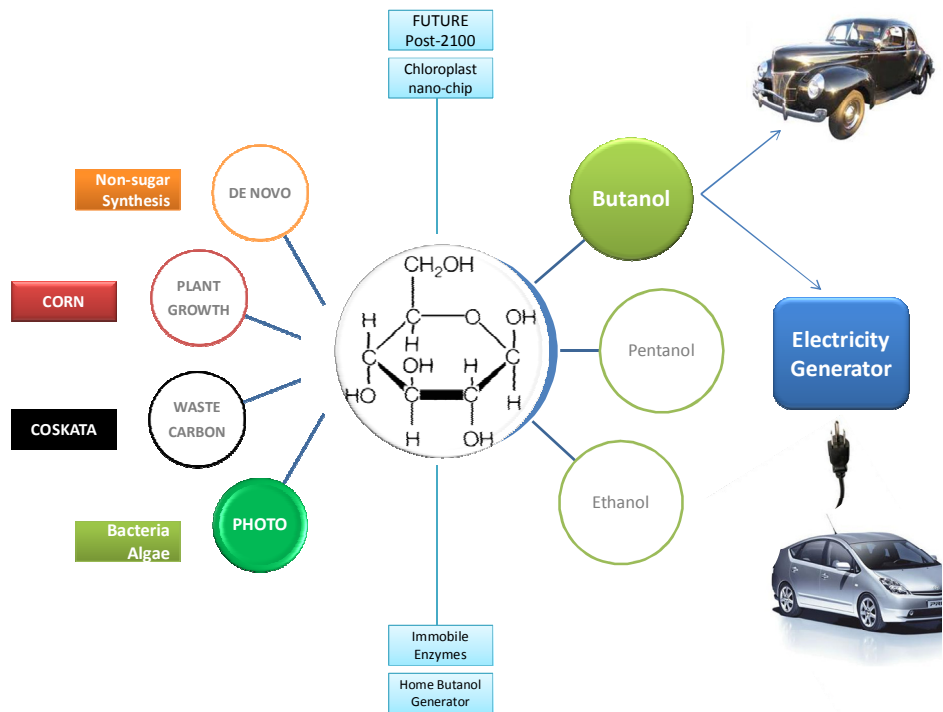 FUTURE
Post-2100
Chloroplast
nano-chip
Non-sugar
Synthesis
DE NOVO
CORN
PLANT
GROWTH
COSKATA
WASTE
CARBON
Bacteria
Algae
PHOTO
CH₂OH
C
O
OH
H
H
H
C
OH
H
C
HO
C
C
H
H
OH
Butanol
Pentanol
Ethanol
Electricity
Generator
Immobile
Enzymes
Home Butanol
Generator